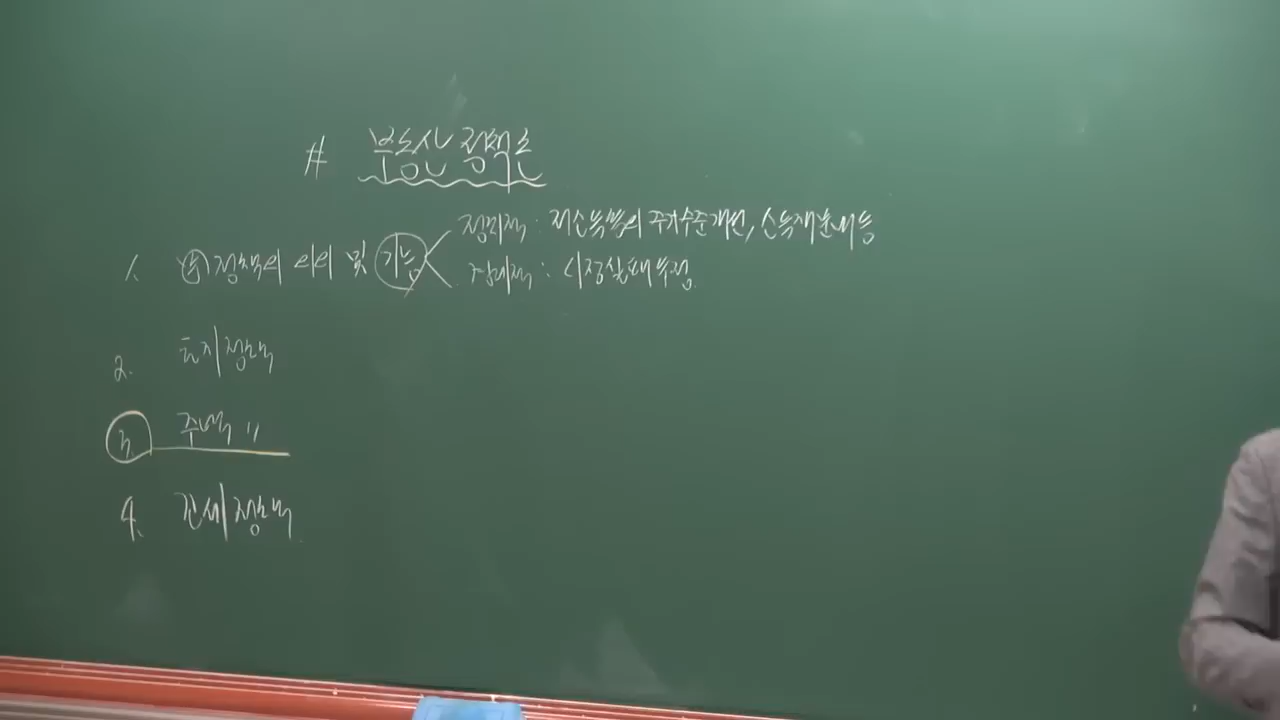 # 부동산 정책론
정치적 : 저소득층의 주거수준개선, 소득재분배 등
1. 부 정책의 의의 및 기능
경제적 : 시장실패 수정
2. 토지정책
3. 주택 〃
4. 조세정책